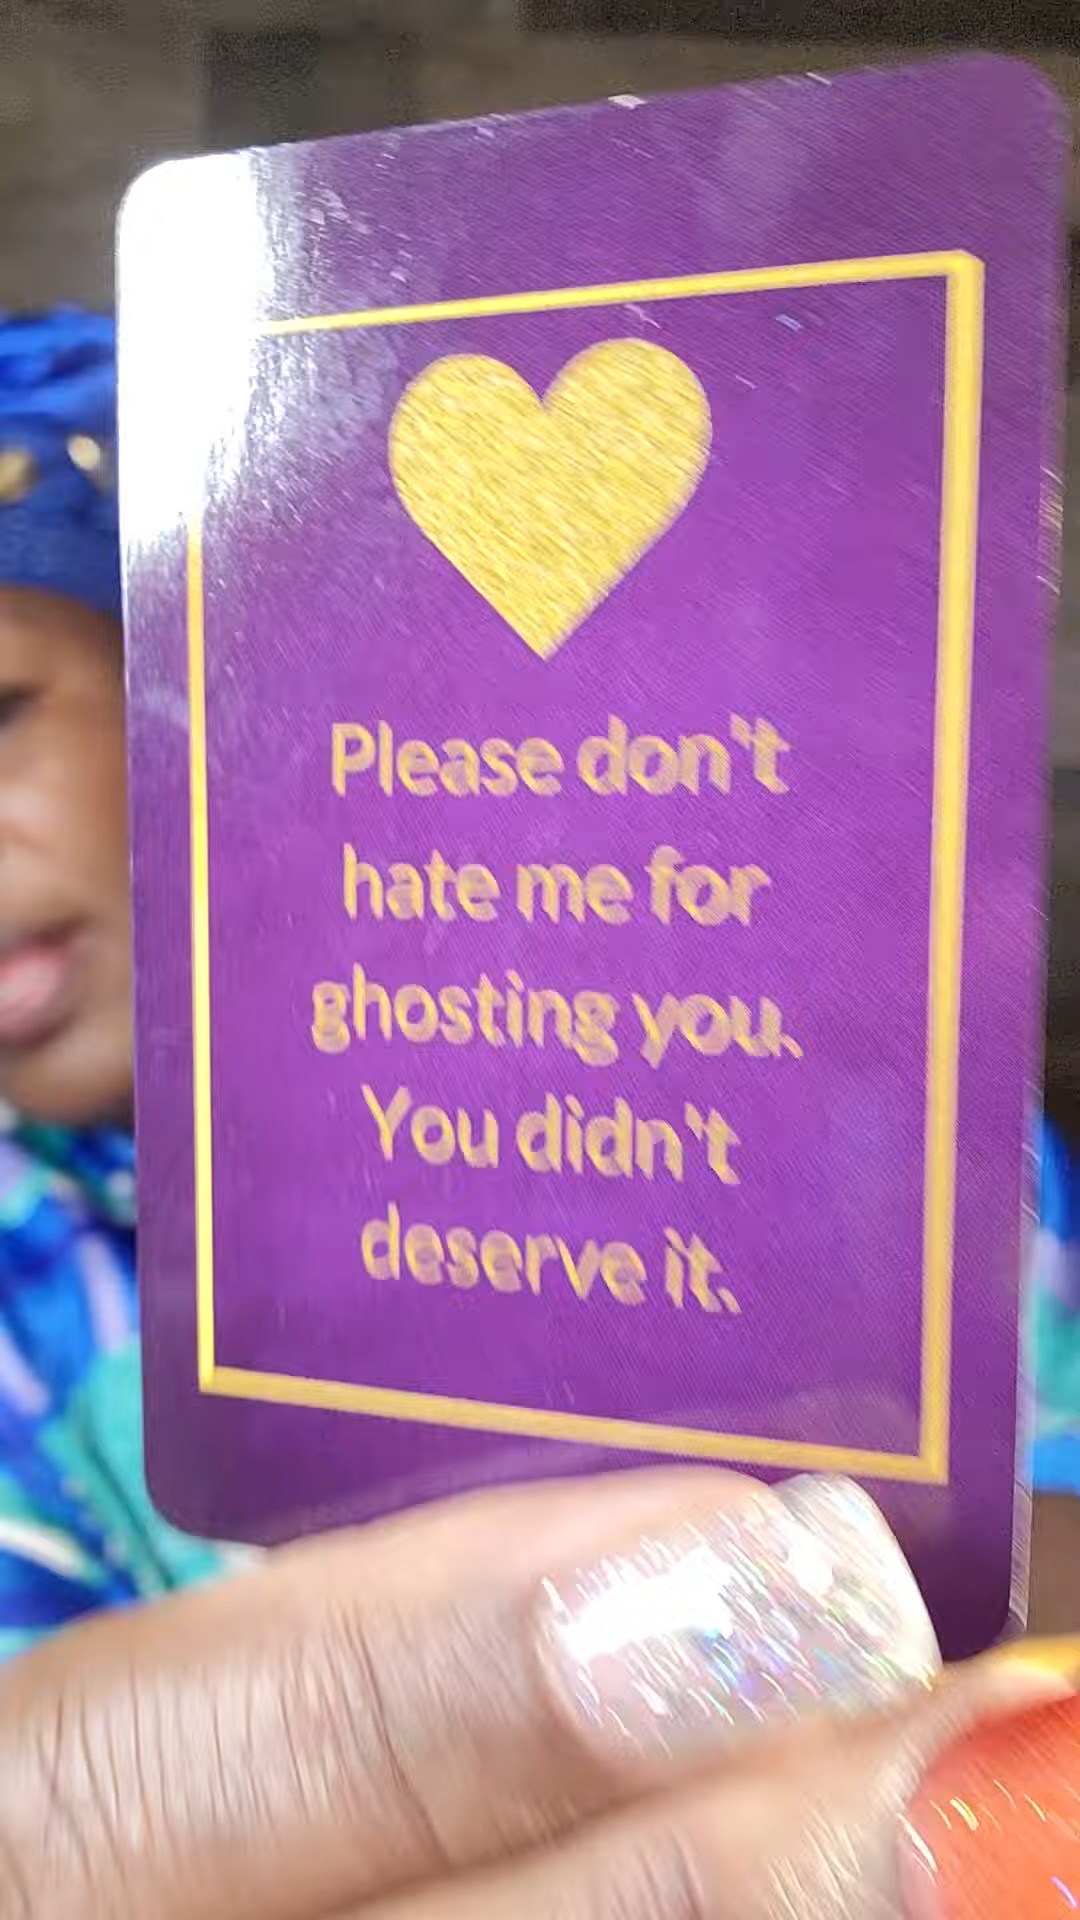 Please don't
hate me for
ghosting you.
You didn't
deserve it.